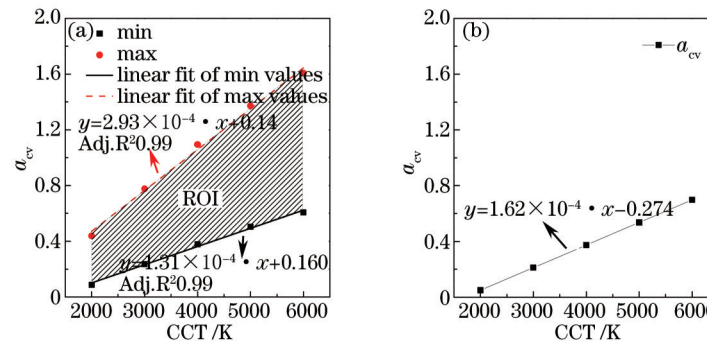 (a)
min
max
linear fit of min values
linear fit of max values
y=2.93×10⁻⁴ • x+0.14
Adj.R²0.99
ROI
y=4.31×10⁻⁴ • x+0.160
Adj.R²0.99
2.0
1.6
1.2
0.8
0.4
0
a_cv
2000 3000 4000 5000 6000
CCT /K
(b)
a_cv
y=1.62×10⁻⁴ • x−0.274
2.0
1.6
1.2
0.8
0.4
0
a_cv
2000 3000 4000 5000 6000
CCT /K